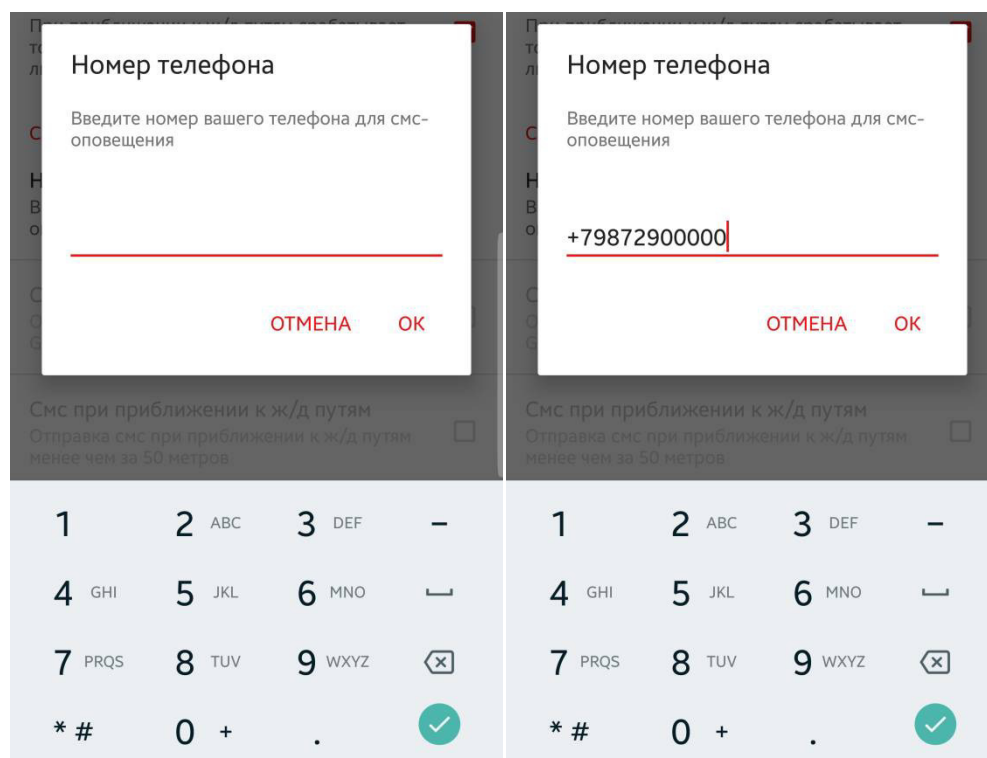 Номер телефона
Введите номер вашего телефона для смс-
оповещения
ОТМЕНА ОК
Смс при приближении к ж/д путям
Отправка смс при приближении к ж/д путям
менее чем за 50 метров
1 2 ABC 3 DEF –
4 GHI 5 JKL 6 MNO
7 PRQS 8 TUV 9 WXYZ
* # 0 + .
Номер телефона
Введите номер вашего телефона для смс-
оповещения
+79872900000
ОТМЕНА ОК
Смс при приближении к ж/д путям
Отправка смс при приближении к ж/д путям
менее чем за 50 метров
1 2 ABC 3 DEF –
4 GHI 5 JKL 6 MNO
7 PRQS 8 TUV 9 WXYZ
* # 0 + .